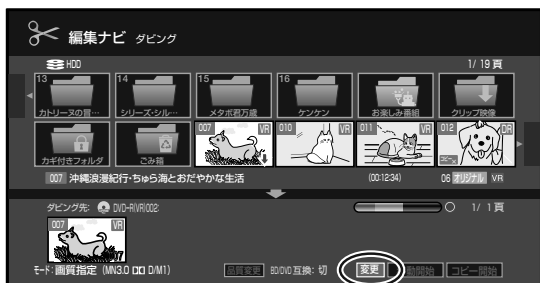 編集ナビ ダビング
HDD 1/ 19 頁
13 14 15 16
カトリーヌの冒… シリーズ・シル… メタボ君万歳 ケンケン お楽しみ番組 クリップ映像
007 VR 010 VR 011 VR 012 DR
カギ付きフォルダ ごみ箱
007 沖縄浪漫紀行・ちゅら海とおだやかな生活 (00:12:34) 06 オリジナル VR
ダビング先: DVD-R(VR)002: 1/ 1 頁
007 VR
モード: 画質指定 (MN3.0 DD D/M1) 品質変更 BD/DVD 互換: 切 変更 動開始 コピー開始